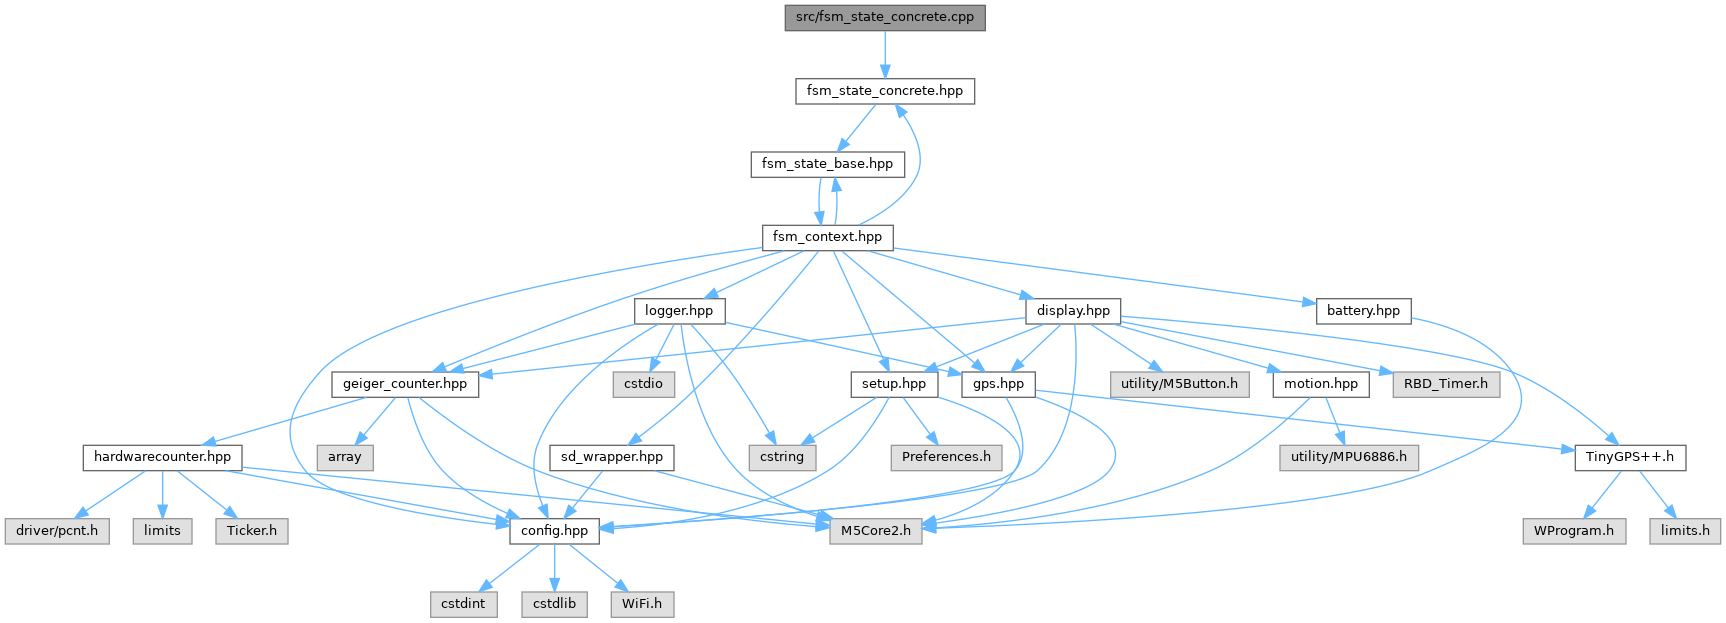 src/fsm_state_concrete.cpp
fsm_state_concrete.hpp
fsm_state_base.hpp
fsm_context.hpp
logger.hpp
display.hpp
battery.hpp
geiger_counter.hpp
cstdio
setup.hpp
gps.hpp
utility/M5Button.h
motion.hpp
RBD_Timer.h
hardwarecounter.hpp
array
sd_wrapper.hpp
cstring
Preferences.h
utility/MPU6886.h
TinyGPS++.h
driver/pcnt.h
limits
Ticker.h
config.hpp
M5Core2.h
WProgram.h
limits.h
cstdint
cstdlib
WiFi.h